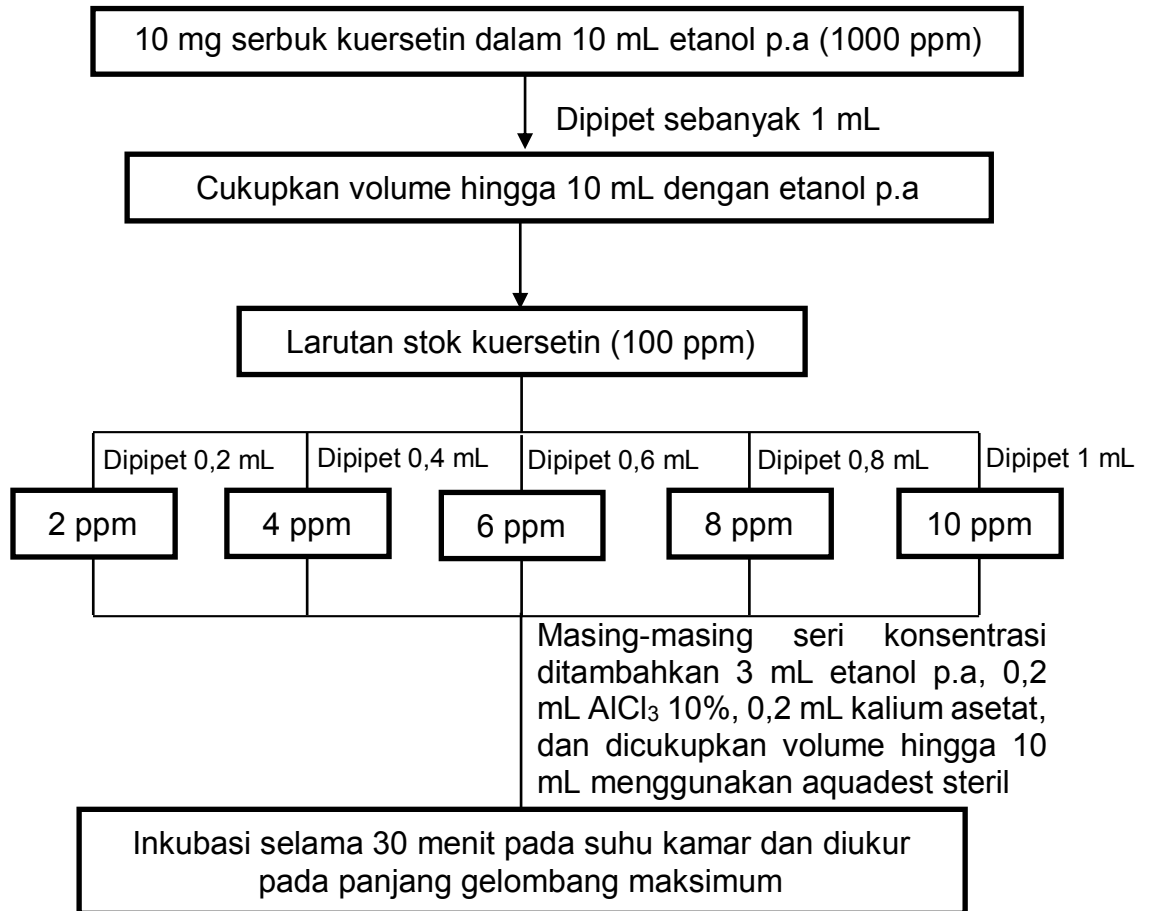 10 mg serbuk kuersetin dalam 10 mL etanol p.a (1000 ppm)
Dipipet sebanyak 1 mL
Cukupkan volume hingga 10 mL dengan etanol p.a
Larutan stok kuersetin (100 ppm)
Dipipet 0,2 mL
Dipipet 0,4 mL
Dipipet 0,6 mL
Dipipet 0,8 mL
Dipipet 1 mL
2 ppm
4 ppm
6 ppm
8 ppm
10 ppm
Masing-masing seri konsentrasi
ditambahkan 3 mL etanol p.a, 0,2
mL AlCl₃ 10%, 0,2 mL kalium asetat,
dan dicukupkan volume hingga 10
mL menggunakan aquadest steril
Inkubasi selama 30 menit pada suhu kamar dan diukur
pada panjang gelombang maksimum